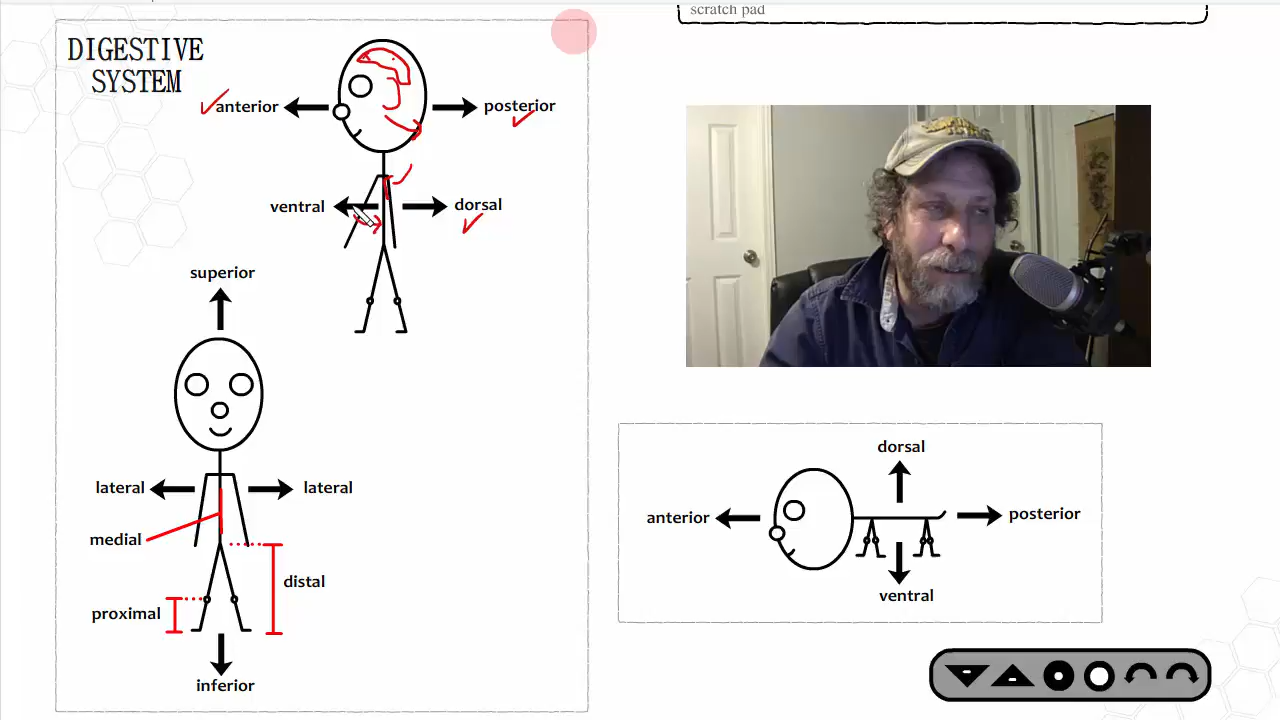 scratch pad
DIGESTIVE
SYSTEM
anterior
posterior
ventral
dorsal
superior
lateral
lateral
medial
distal
proximal
inferior
dorsal
anterior
posterior
ventral